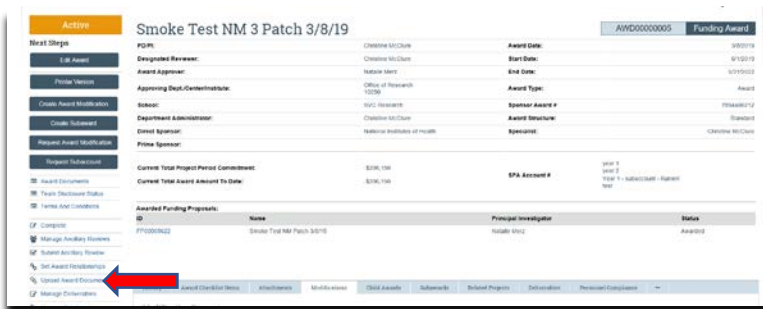 Active
Smoke Test NM 3 Patch 3/8/19
AWD00000005
Funding Award
Next Steps
Edit Award
Printer Version
Create Award Modification
Create Subaward
Request Award Modification
Request Subaccount
Award Documents
Team Disclosure Status
Terms And Conditions
Complete
Manage Ancillary Reviews
Submit Ancillary Review
Set Award Relationships
Upload Award Document
Manage Deliverables
PD/PI: Christine McClure
Designated Reviewer: Christine McClure
Award Approver: Natalie Merz
Approving Dept./Center/Institute: Office of Research
School:
Department Administrator: Christine McClure
Direct Sponsor: National Institutes of Health
Prime Sponsor:
Award Date:
Start Date:
End Date:
Award Type: Award
Sponsor Award #
Award Structure: Standard
Specialist: Christine McClure
Current Total Project Period Commitment:
Current Total Award Amount To Date:
SPA Account #
year 1
year 2
Awarded Funding Proposals:
ID Name Principal Investigator Status
Smoke Test NM Patch 3/8/19 Natalie Merz Awarded
Award Checklist Items Attachments Modifications Child Awards Subawards Related Projects Deliverables Personnel Compliance